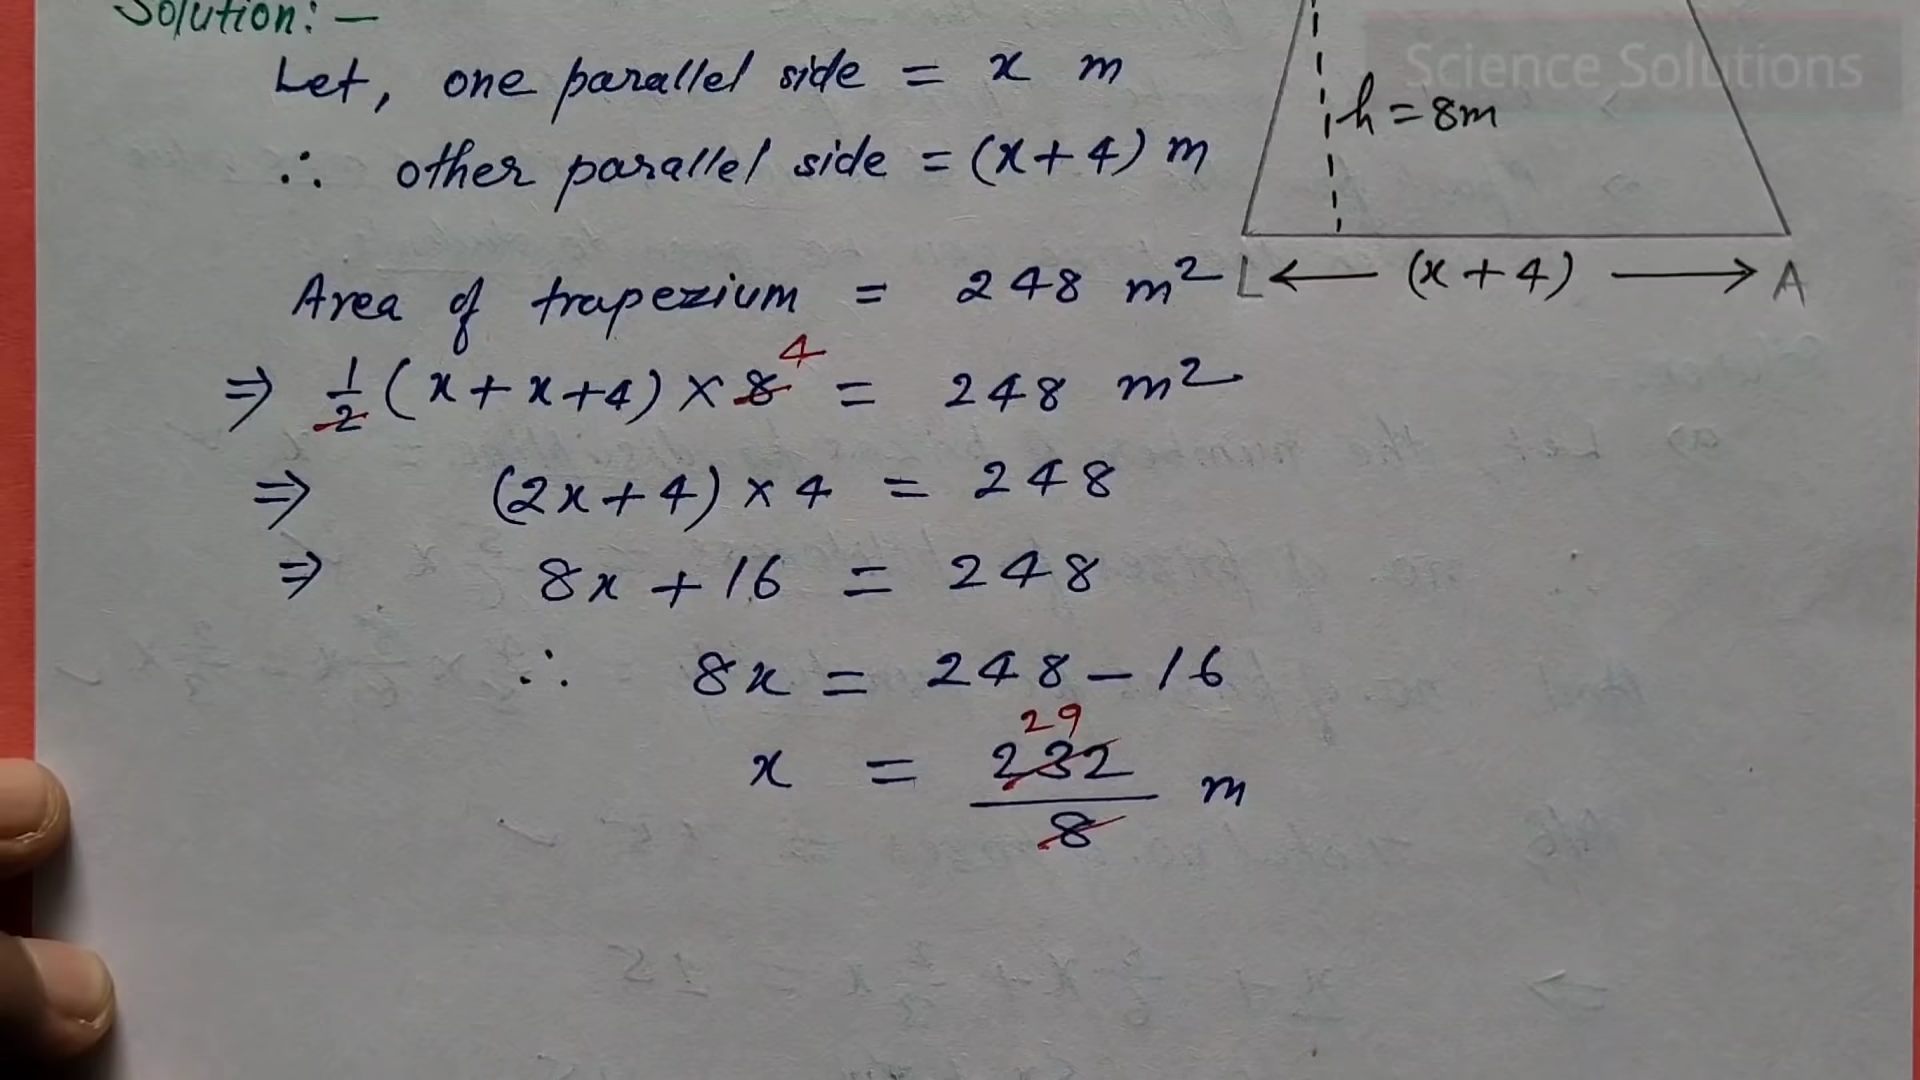 Solution:-
Let, one parallel side = x m
∴ other parallel side = (x+4) m
Science Solutions
h=8m
L ← (x+4) → A
Area of trapezium = 248 m²
⇒ 1/2 (x+x+4) × 8 4 = 248 m²
⇒ (2x+4) × 4 = 248
⇒ 8x + 16 = 248
∴ 8x = 248 - 16
29
x = 232/8 m